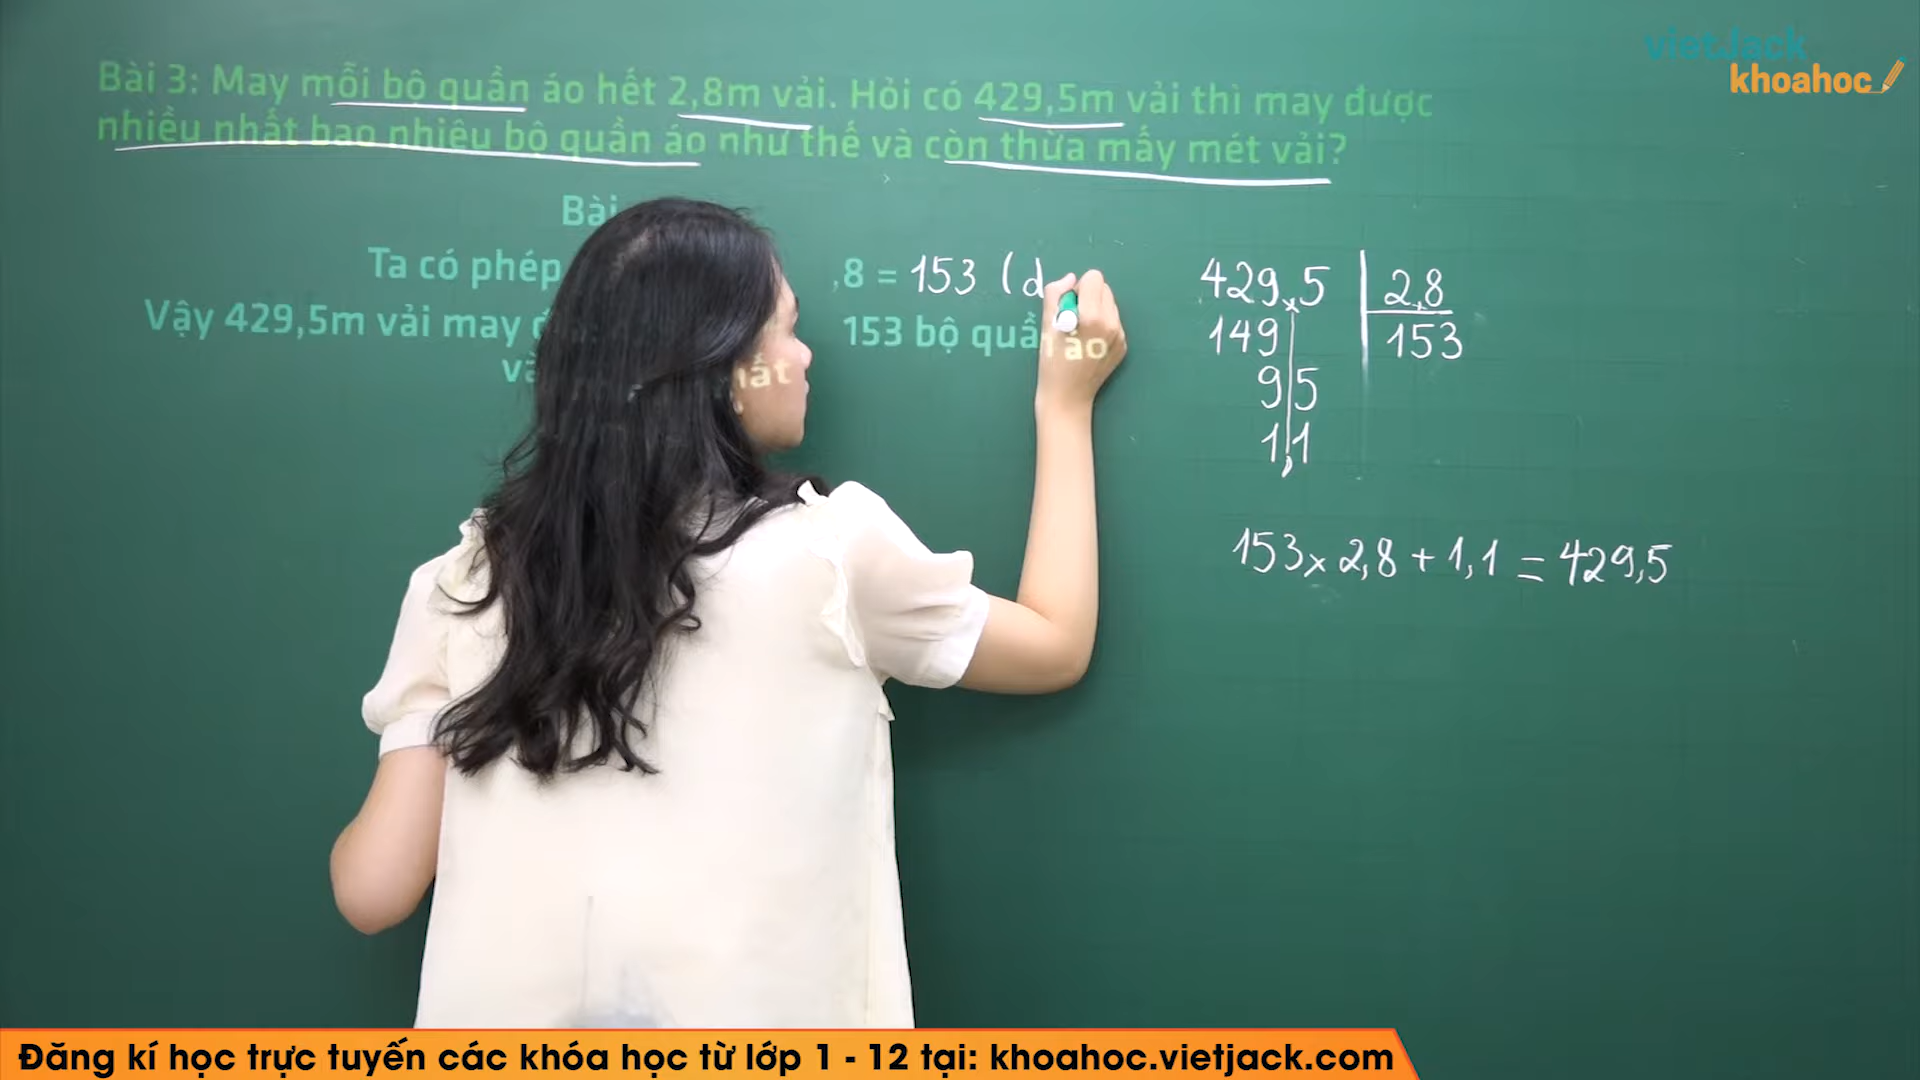 vietJack
khoahoc
Bài 3: May mỗi bộ quần áo hết 2,8m vải. Hỏi có 429,5m vải thì may được
nhiều nhất bao nhiêu bộ quần áo như thế và còn thừa mấy mét vải?
Bài
Ta có phép ,8 = 153 (d
Vậy 429,5m vải may 153 bộ quần áo
429,5 2,8
149 153
9 5
1,1
153 x 2,8 + 1,1 = 429,5
Đăng kí học trực tuyến các khóa học từ lớp 1 - 12 tại: khoahoc.vietjack.com